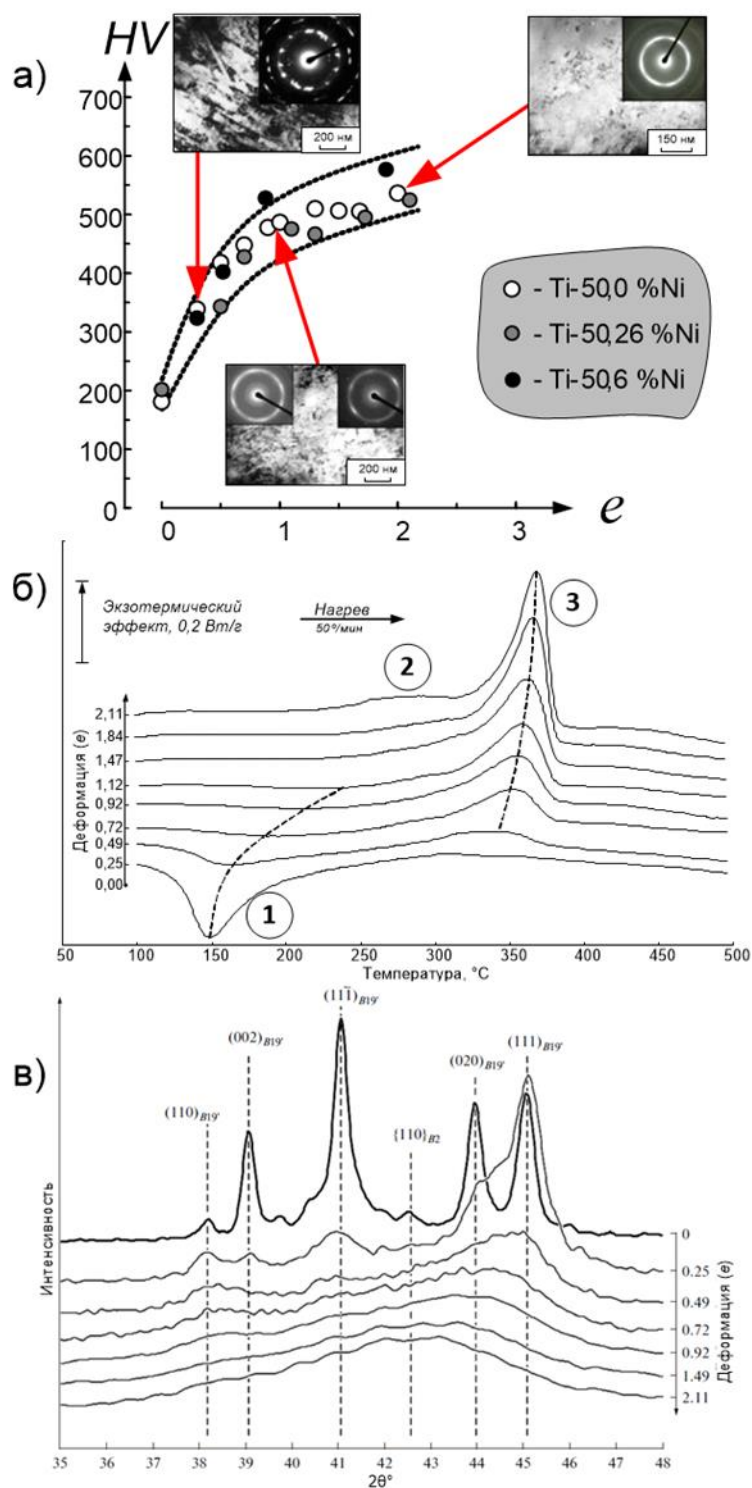 а)
HV
700
600
500
400
300
200
100
0
0 1 2 3 e
200 нм
150 нм
200 нм
- Ti-50,0 %Ni
- Ti-50,26 %Ni
- Ti-50,6 %Ni
б)
Экзотермический
эффект, 0,2 Вт/г
Нагрев
50°/мин
3
2
1
Деформация (e)
2,11
1,84
1,47
1,12
0,92
0,72
0,49
0,25
0,00
50 100 150 200 250 300 350 400 450 500
Температура, °C
в)
(110)B19'
(002)B19'
(111̄)B19'
{110}B2
(020)B19'
(111)B19'
Интенсивность
0
0.25
0.49
0.72
0.92
1.49
2.11
Деформация (e)
35 36 37 38 39 40 41 42 43 44 45 46 47 48
2θ°